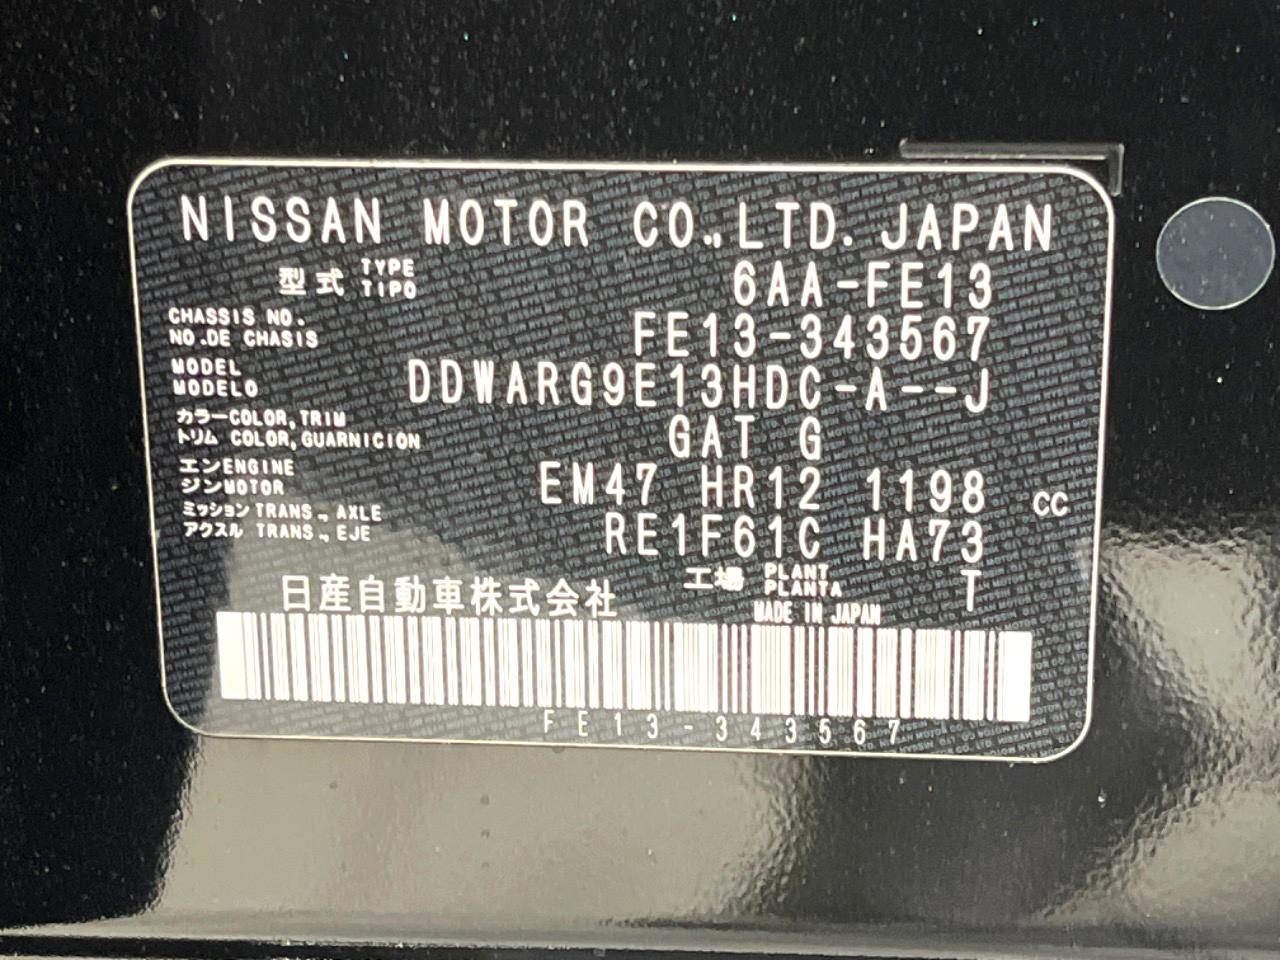 NISSAN MOTOR CO.,LTD. JAPAN
型式 TYPE TIPO 6AA-FE13
CHASSIS NO. NO.DE CHASIS FE13-343567
MODEL MODELO DDWARG9E13HDC-A--J
カラー COLOR,TRIM トリム COLOR,GUARNICION GAT G
エンジン ENGINE MOTOR EM47 HR12 1198 CC
ミッション TRANS., AXLE アクスル TRANS., EJE RE1F61C HA73
工場 PLANT PLANTA T
日産自動車株式会社 MADE IN JAPAN
FE13-343567